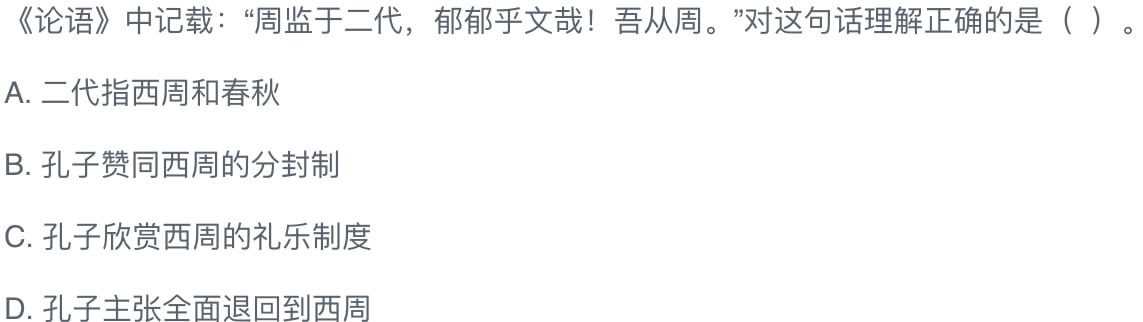 《论语》中记载：“周监于二代，郁郁乎文哉！吾从周。”对这句话理解正确的是（ ）。
A. 二代指西周和春秋
B. 孔子赞同西周的分封制
C. 孔子欣赏西周的礼乐制度
D. 孔子主张全面退回到西周